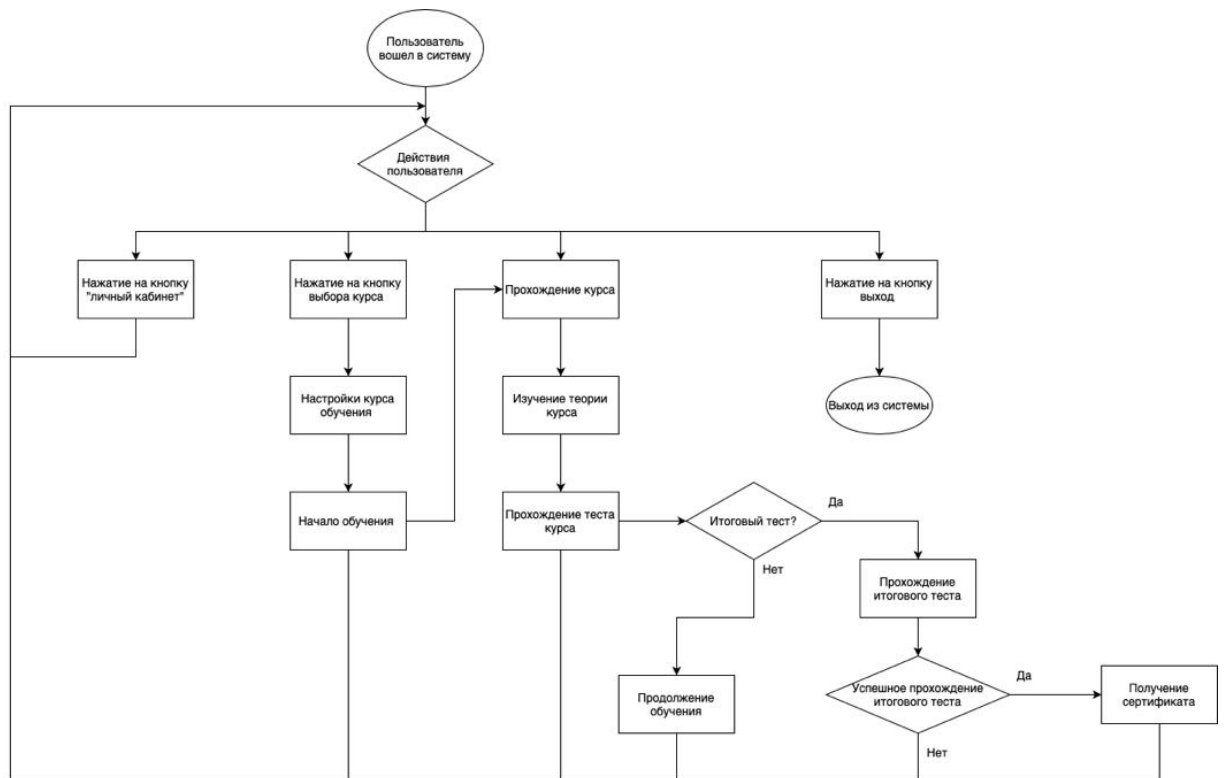 Пользователь
вошел в систему
Действия
пользователя
Нажатие на кнопку
"личный кабинет"
Нажатие на кнопку
выбора курса
Прохождение курса
Нажатие на кнопку
выход
Настройки курса
обучения
Изучение теории
курса
Выход из системы
Начало обучения
Прохождение теста
курса
Итоговый тест?
Да
Нет
Прохождение
итогового теста
Продолжение
обучения
Успешное прохождение
итогового теста
Да
Получение
сертификата
Нет